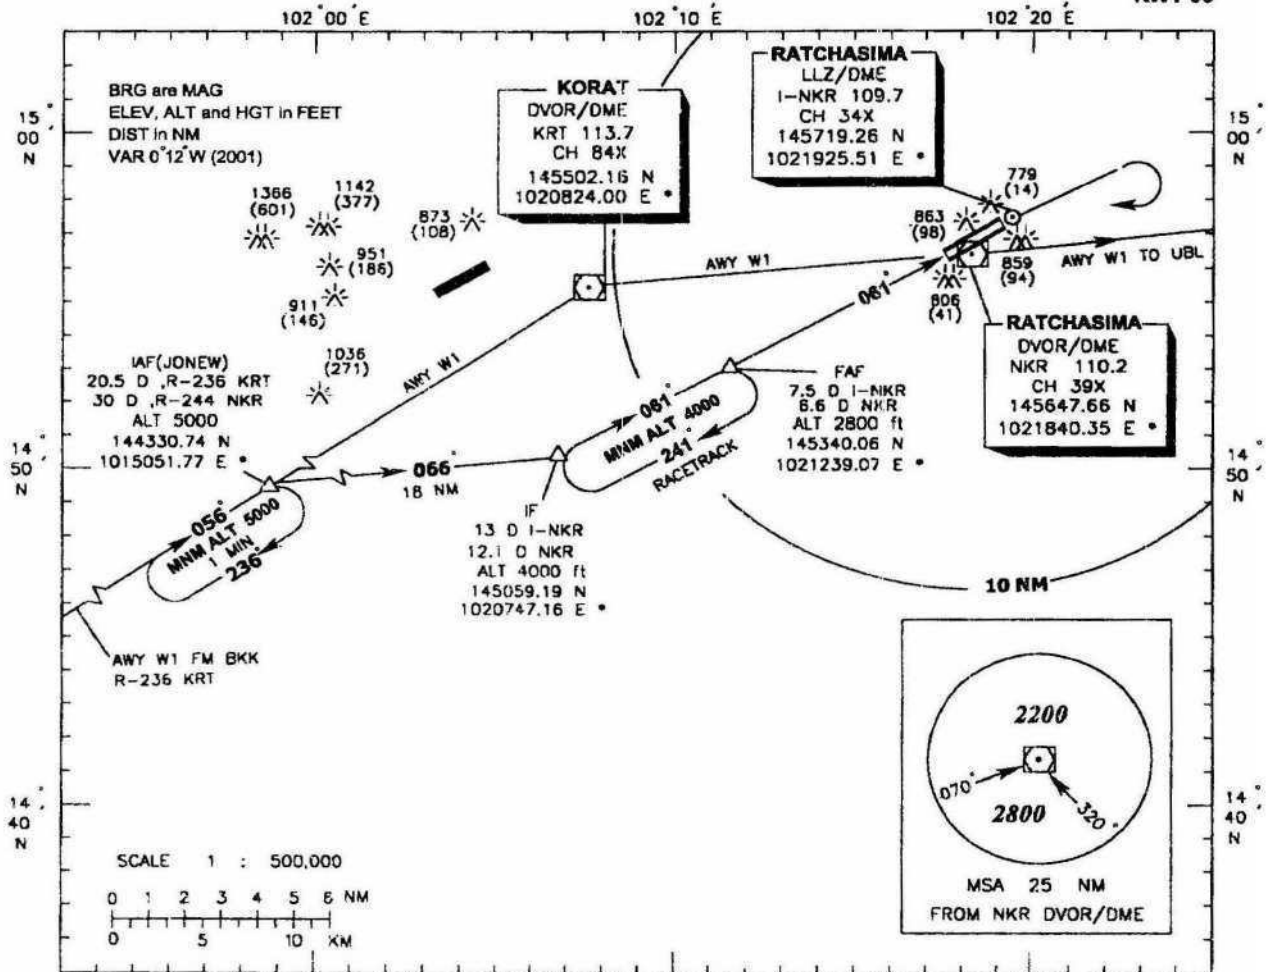 102°00'E
102°10'E
102°20'E
BRG are MAG
ELEV, ALT and HGT in FEET
DIST in NM
VAR 0°12'W (2001)
KORAT
DVOR/DME
KRT 113.7
CH 84X
145502.16 N
1020824.00 E *
RATCHASIMA
LLZ/DME
I-NKR 109.7
CH 34X
145719.26 N
1021925.51 E *
15°
00'
N
15°
00'
N
1366
(601)
1142
(377)
873
(108)
951
(186)
911
(146)
1036
(271)
779
(14)
863
(98)
859
(94)
806
(41)
AWY W1
AWY W1 TO UBL
061°
AWY W1
RATCHASIMA
DVOR/DME
NKR 110.2
CH 39X
145647.66 N
1021840.35 E *
IAF(JONEW)
20.5 D ,R-236 KRT
30 D ,R-244 NKR
ALT 5000
144330.74 N
1015051.77 E *
FAF
7.5 D I-NKR
6.6 D NKR
ALT 2800 ft
145340.06 N
1021239.07 E *
061°
MNM ALT 4000
241°
RACETRACK
14°
50'
N
14°
50'
N
066°
18 NM
056°
MNM ALT 5000
1 MIN
236°
IF
13 D I-NKR
12.1 D NKR
ALT 4000 ft
145059.19 N
1020747.16 E *
10 NM
AWY W1 FM BKK
R-236 KRT
2200
070°
2800
320°
MSA 25 NM
FROM NKR DVOR/DME
14°
40'
N
14°
40'
N
SCALE 1 : 500,000
0 1 2 3 4 5 6 NM
0 5 10 KM